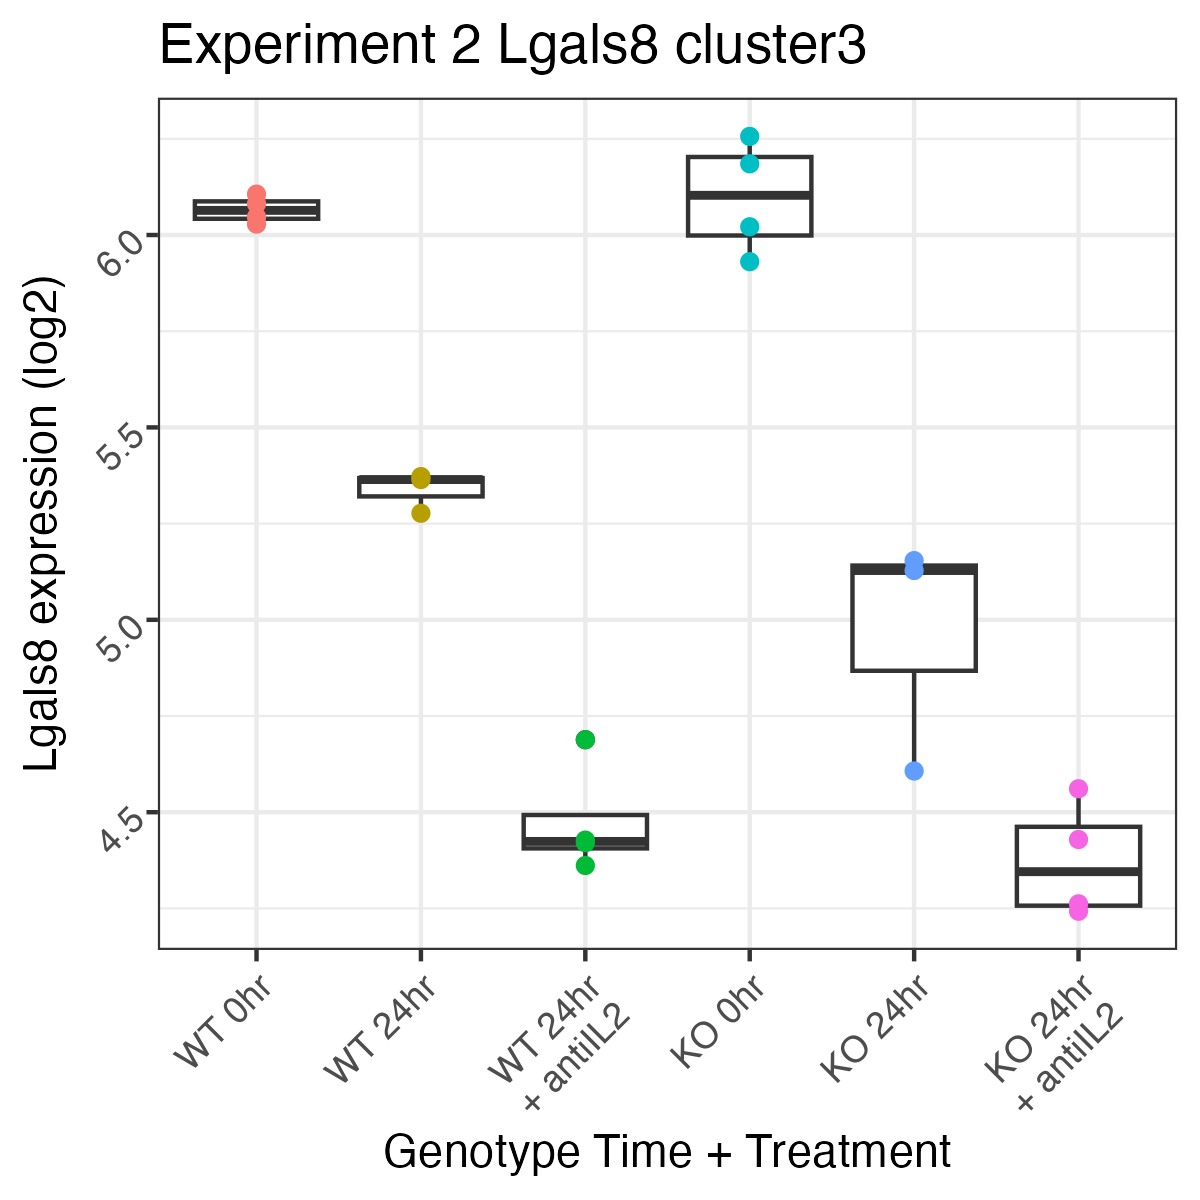 Experiment 2 Lgals8 cluster3
Lgals8 expression (log2)
6.0
5.5
5.0
4.5
WT 0hr
WT 24hr
WT 24hr
+ antiIL2
KO 0hr
KO 24hr
KO 24hr
+ antiIL2
Genotype Time + Treatment